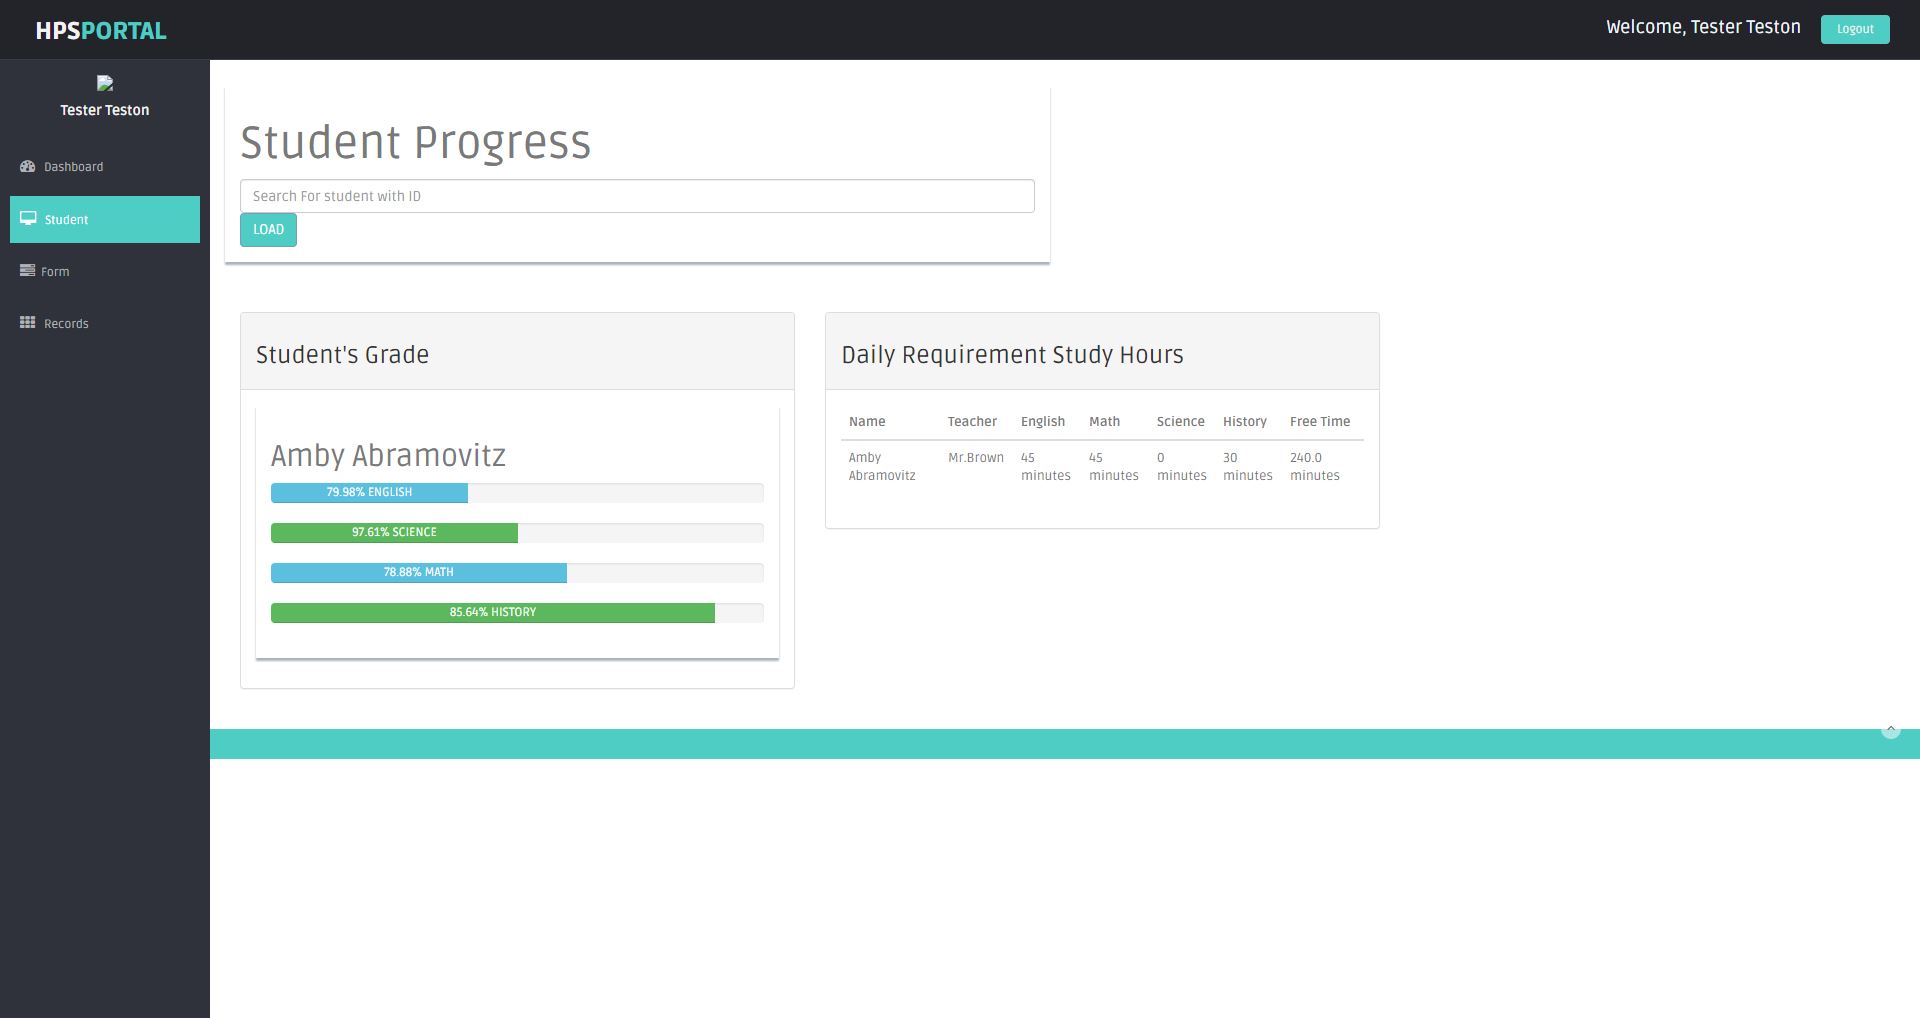 HPSPORTAL
Welcome, Tester Teston
Logout
Tester Teston
Dashboard
Student
Form
Records
Student Progress
Search For student with ID
LOAD
Student's Grade
Amby Abramovitz
79.98% ENGLISH
97.61% SCIENCE
78.88% MATH
85.64% HISTORY
Daily Requirement Study Hours
Name Teacher English Math Science History Free Time
Amby Mr.Brown 45 45 0 30 240.0
Abramovitz minutes minutes minutes minutes minutes